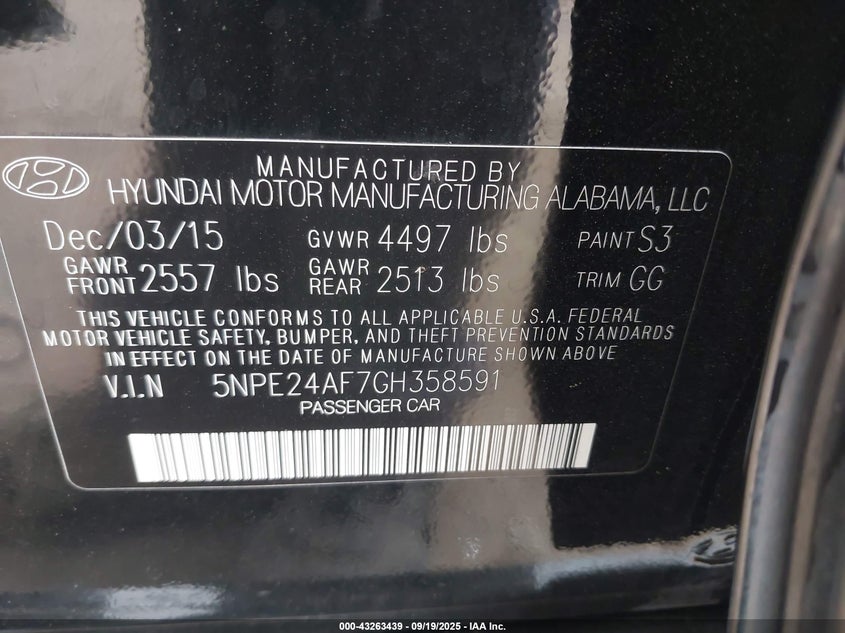 MANUFACTURED BY
HYUNDAI MOTOR MANUFACTURING ALABAMA, LLC
Dec/03/15 GVWR 4497 lbs PAINT S3
GAWR FRONT 2557 lbs GAWR REAR 2513 lbs TRIM GG
THIS VEHICLE CONFORMS TO ALL APPLICABLE U.S.A. FEDERAL
MOTOR VEHICLE SAFETY, BUMPER, AND THEFT PREVENTION STANDARDS
IN EFFECT ON THE DATE OF MANUFACTURE SHOWN ABOVE
V.I.N 5NPE24AF7GH358591
PASSENGER CAR
000-43263439 - 09/19/2025 - IAA Inc.